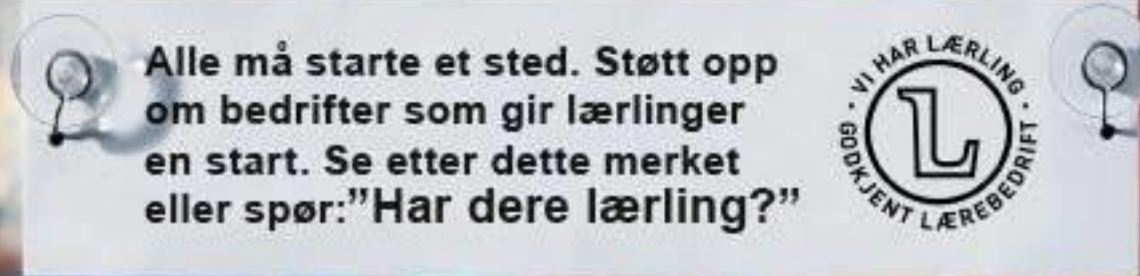 Alle må starte et sted. Støtt opp
om bedrifter som gir lærlinger
en start. Se etter dette merket
eller spør:”Har dere lærling?”
· VI HAR LÆRLING ·
L
GODKJENT LÆREBEDRIFT